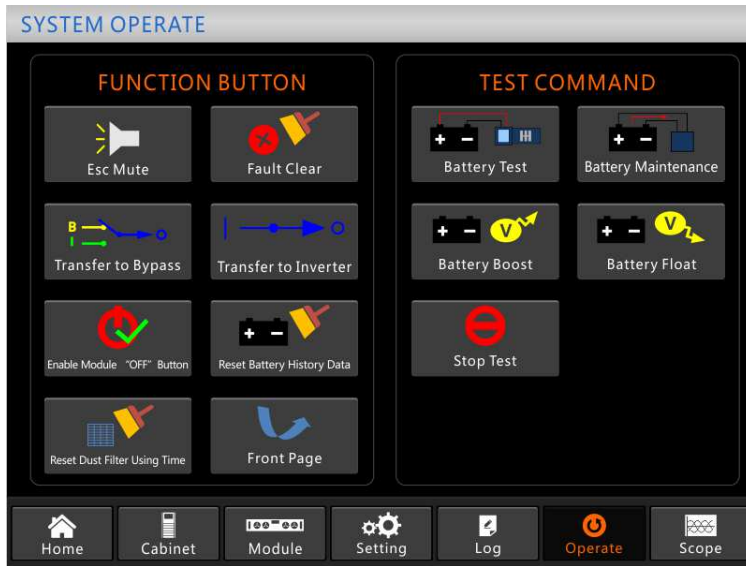 SYSTEM OPERATE
FUNCTION BUTTON
Esc Mute
Fault Clear
B
I
Transfer to Bypass
Transfer to Inverter
Enable Module “OFF” Button
Reset Battery History Data
Reset Dust Filter Using Time
Front Page
TEST COMMAND
Battery Test
Battery Maintenance
V
Battery Boost
V
Battery Float
Stop Test
Home
Cabinet
Module
Setting
Log
Operate
Scope